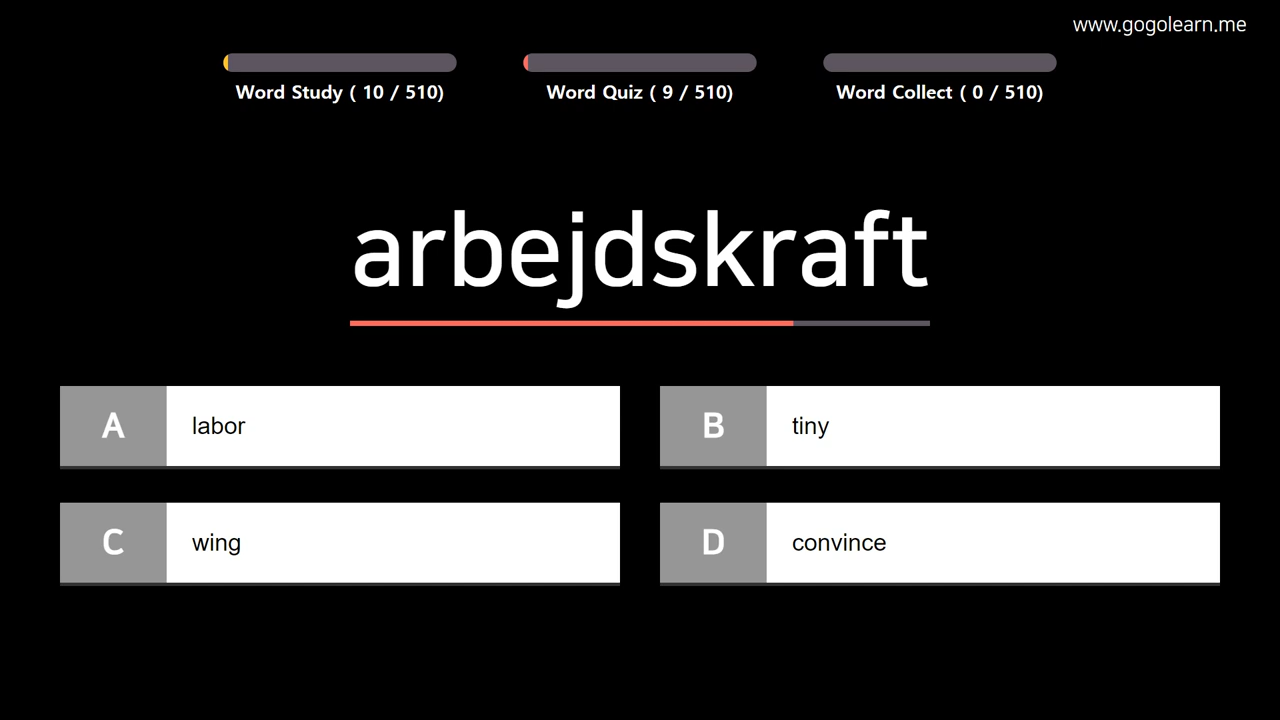 www.gogolearn.me
Word Study ( 10 / 510)
Word Quiz ( 9 / 510)
Word Collect ( 0 / 510)
arbejdskraft
A labor
B tiny
C wing
D convince